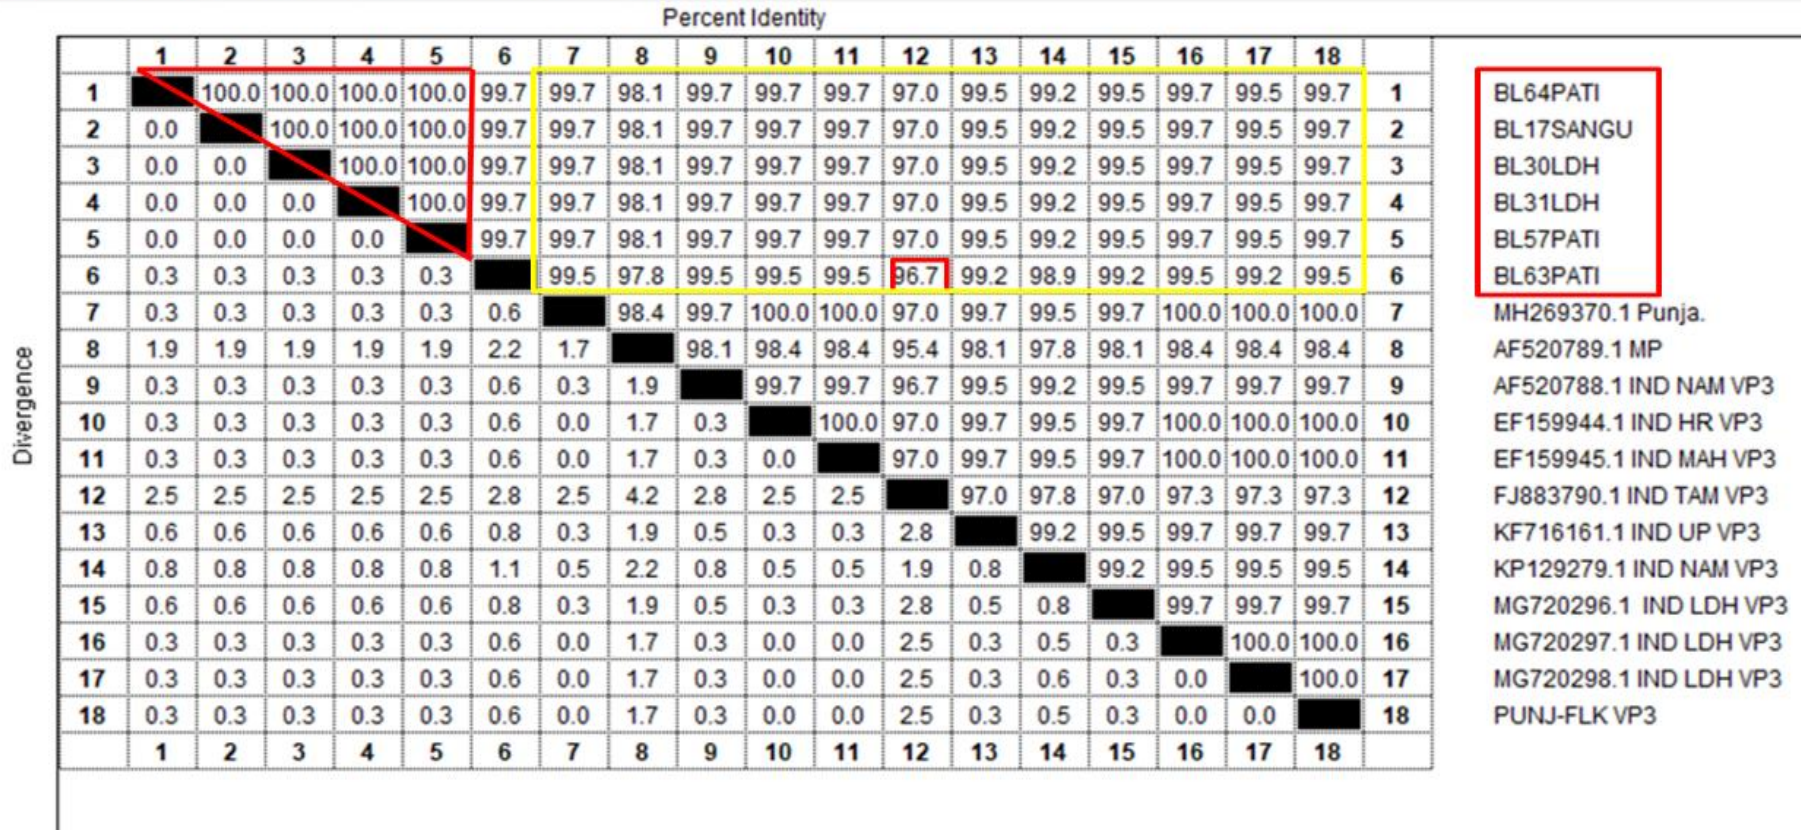 Percent Identity
1 2 3 4 5 6 7 8 9 10 11 12 13 14 15 16 17 18
1 100.0 100.0 100.0 100.0 99.7 99.7 98.1 99.7 99.7 99.7 97.0 99.5 99.2 99.5 99.7 99.5 99.7 1 BL64PATI
2 0.0 100.0 100.0 100.0 99.7 99.7 98.1 99.7 99.7 99.7 97.0 99.5 99.2 99.5 99.7 99.5 99.7 2 BL17SANGU
3 0.0 0.0 100.0 100.0 99.7 99.7 98.1 99.7 99.7 99.7 97.0 99.5 99.2 99.5 99.7 99.5 99.7 3 BL30LDH
4 0.0 0.0 0.0 100.0 99.7 99.7 98.1 99.7 99.7 99.7 97.0 99.5 99.2 99.5 99.7 99.5 99.7 4 BL31LDH
5 0.0 0.0 0.0 0.0 99.7 99.7 98.1 99.7 99.7 99.7 97.0 99.5 99.2 99.5 99.7 99.5 99.7 5 BL57PATI
6 0.3 0.3 0.3 0.3 0.3 99.5 97.8 99.5 99.5 99.5 96.7 99.2 98.9 99.2 99.5 99.2 99.5 6 BL63PATI
7 0.3 0.3 0.3 0.3 0.3 0.6 98.4 99.7 100.0 100.0 97.0 99.7 99.5 99.7 100.0 100.0 100.0 7 MH269370.1 Punja.
8 1.9 1.9 1.9 1.9 1.9 2.2 1.7 98.1 98.4 98.4 95.4 98.1 97.8 98.1 98.4 98.4 98.4 8 AF520789.1 MP
9 0.3 0.3 0.3 0.3 0.3 0.6 0.3 1.9 99.7 99.7 96.7 99.5 99.2 99.5 99.7 99.7 99.7 9 AF520788.1 IND NAM VP3
10 0.3 0.3 0.3 0.3 0.3 0.6 0.0 1.7 0.3 100.0 97.0 99.7 99.5 99.7 100.0 100.0 100.0 10 EF159944.1 IND HR VP3
11 0.3 0.3 0.3 0.3 0.3 0.6 0.0 1.7 0.3 0.0 97.0 99.7 99.5 99.7 100.0 100.0 100.0 11 EF159945.1 IND MAH VP3
12 2.5 2.5 2.5 2.5 2.5 2.8 2.5 4.2 2.8 2.5 2.5 97.0 97.8 97.0 97.3 97.3 97.3 12 FJ883790.1 IND TAM VP3
13 0.6 0.6 0.6 0.6 0.6 0.8 0.3 1.9 0.5 0.3 0.3 2.8 99.2 99.5 99.7 99.7 99.7 13 KF716161.1 IND UP VP3
14 0.8 0.8 0.8 0.8 0.8 1.1 0.5 2.2 0.8 0.5 0.5 1.9 0.8 99.2 99.5 99.5 99.5 14 KP129279.1 IND NAM VP3
15 0.6 0.6 0.6 0.6 0.6 0.8 0.3 1.9 0.5 0.3 0.3 2.8 0.5 0.8 99.7 99.7 99.7 15 MG720296.1 IND LDH VP3
16 0.3 0.3 0.3 0.3 0.3 0.6 0.0 1.7 0.3 0.0 0.0 2.5 0.3 0.5 0.3 100.0 100.0 16 MG720297.1 IND LDH VP3
17 0.3 0.3 0.3 0.3 0.3 0.6 0.0 1.7 0.3 0.0 0.0 2.5 0.3 0.6 0.3 0.0 100.0 17 MG720298.1 IND LDH VP3
18 0.3 0.3 0.3 0.3 0.3 0.6 0.0 1.7 0.3 0.0 0.0 2.5 0.3 0.5 0.3 0.0 0.0 18 PUNJ-FLK VP3
1 2 3 4 5 6 7 8 9 10 11 12 13 14 15 16 17 18
Divergence